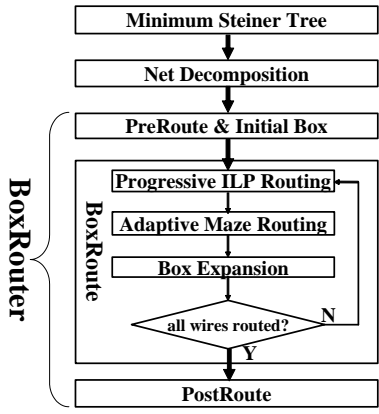 Minimum Steiner Tree
Net Decomposition
PreRoute & Initial Box
BoxRouter
BoxRoute
Progressive ILP Routing
Adaptive Maze Routing
Box Expansion
all wires routed?
N
Y
PostRoute